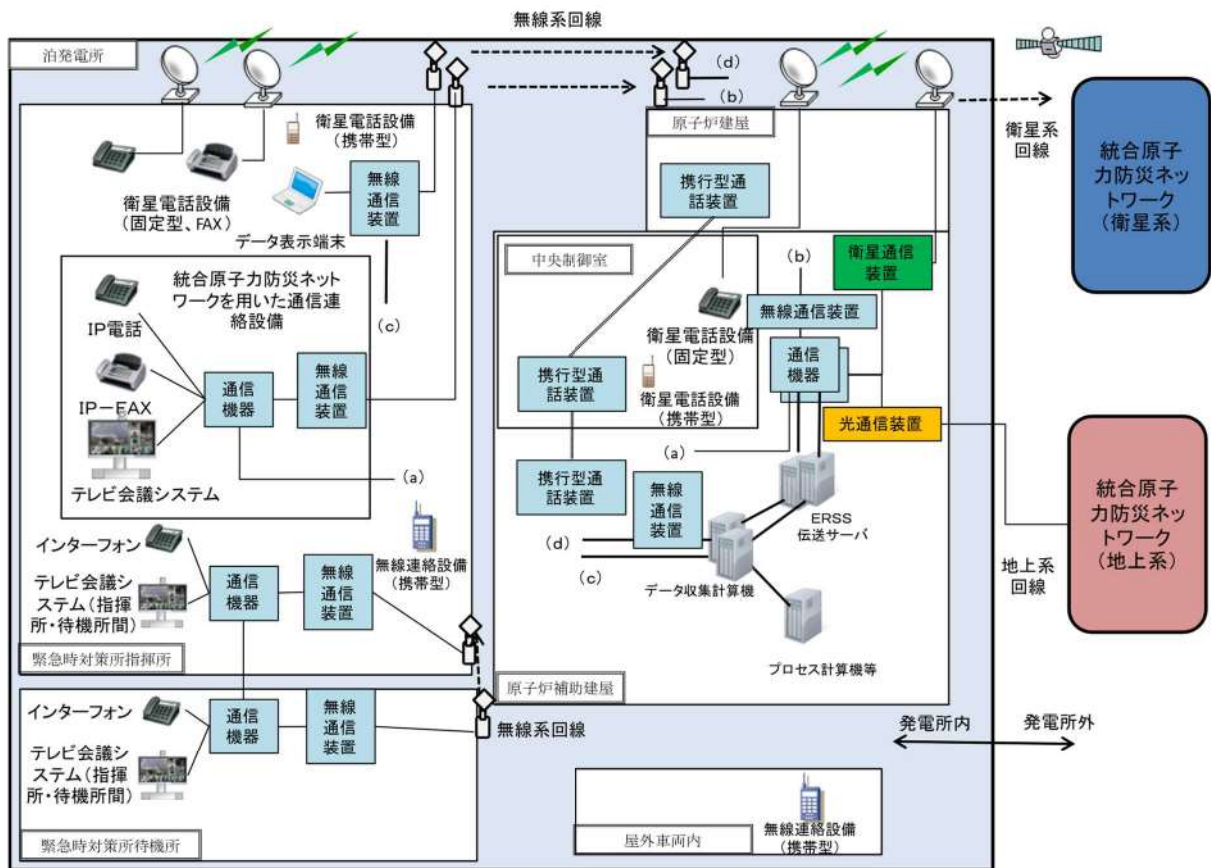 無線系回線
泊発電所
(d)
(b)
原子炉建屋
衛星電話設備
(携帯型)
無線
通信
装置
衛星電話設備
(固定型、FAX)
データ表示端末
携行型通
話装置
衛星系
回線
統合原子
力防災ネッ
トワーク
(衛星系)
統合原子力防災ネット
ワークを用いた通信連
絡設備
IP電話
IP-FAX
テレビ会議システム
通信
機器
無線
通信
装置
(c)
(a)
中央制御室
(b)
衛星通信
装置
無線通信装置
衛星電話設備
(固定型)
通信
機器
携行型通
話装置
衛星電話設備
(携帯型)
光通信装置
(a)
携行型通
話装置
無線
通信
装置
ERSS
伝送サーバ
(d)
(c)
データ収集計算機
プロセス計算機等
原子炉補助建屋
統合原子
力防災ネッ
トワーク
(地上系)
地上系
回線
インターフォン
テレビ会議シ
ステム(指揮
所・待機所間)
通信
機器
無線
通信
装置
無線連絡設備
(携帯型)
緊急時対策所指揮所
インターフォン
テレビ会議シ
ステム(指揮
所・待機所間)
通信
機器
無線
通信
装置
無線系回線
緊急時対策所待機所
発電所内
発電所外
屋外車両内
無線連絡設備
(携帯型)